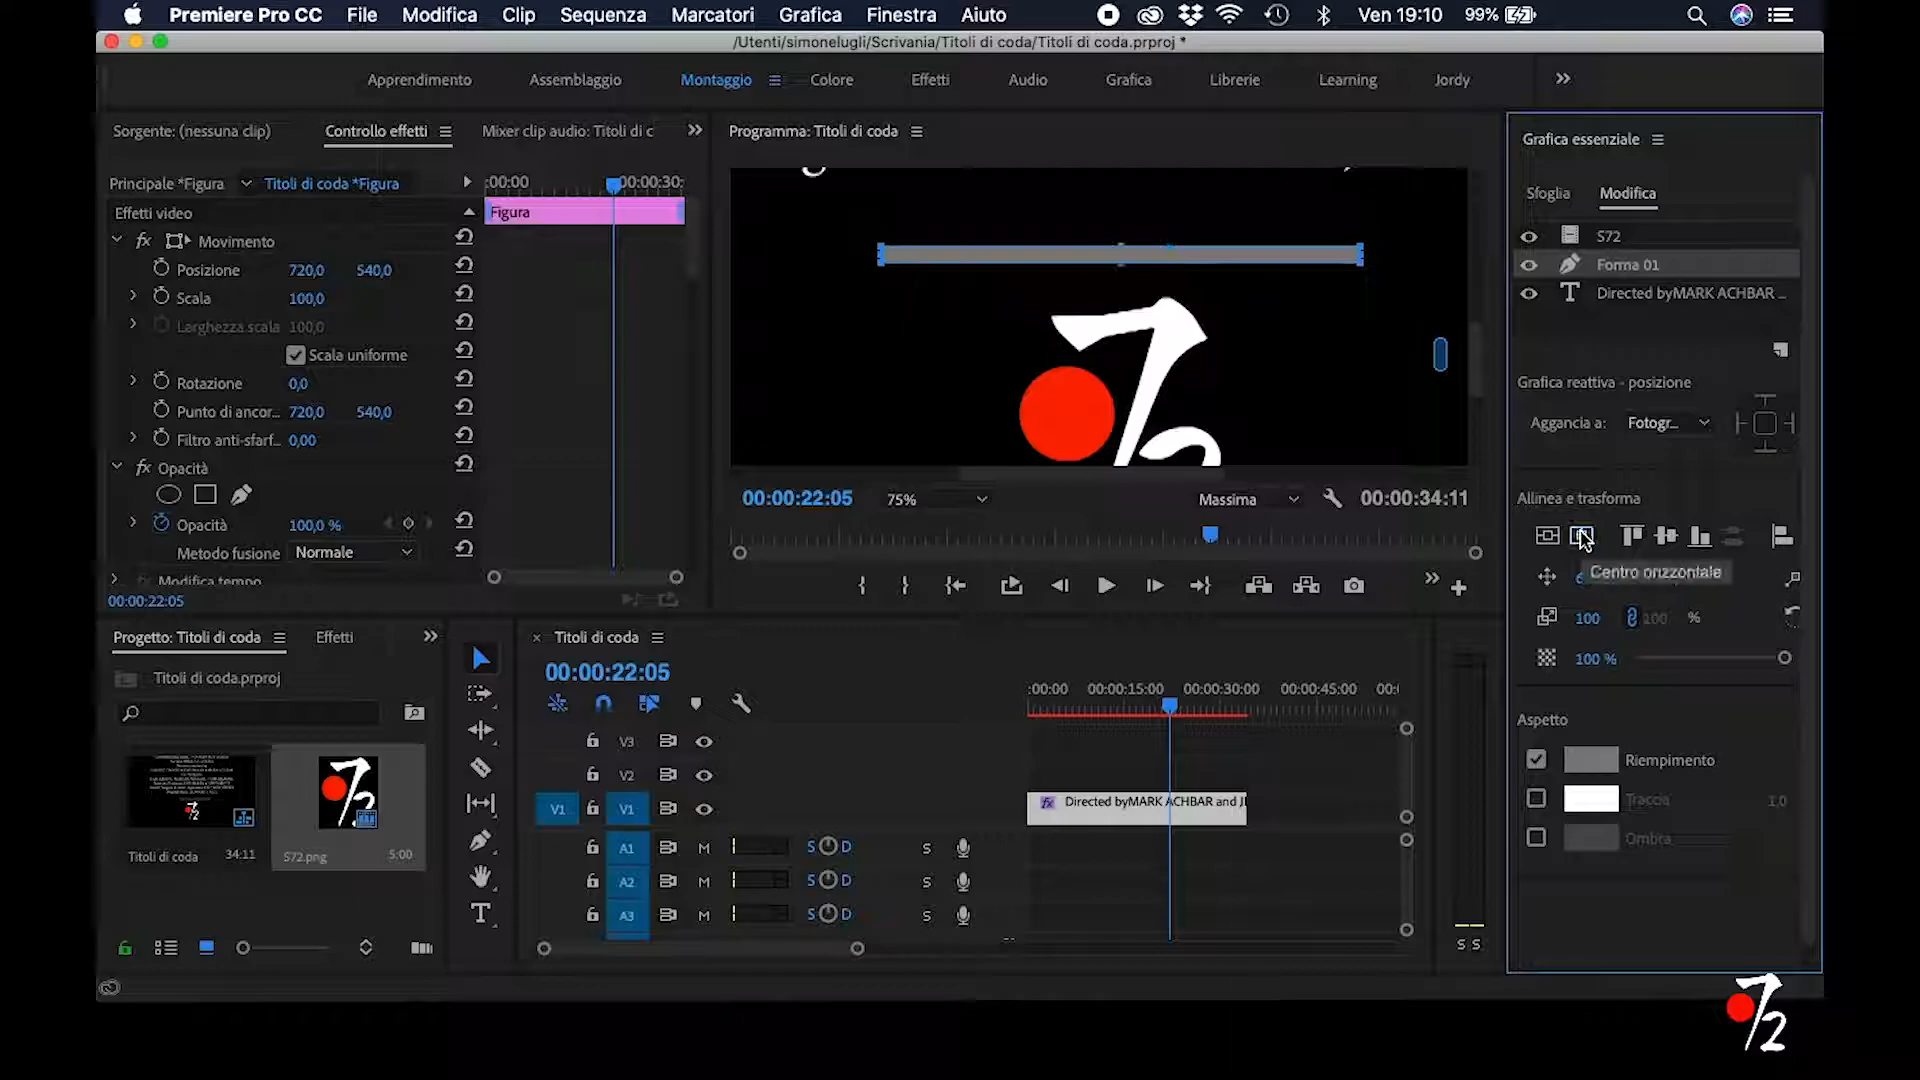 Premiere Pro CC File Modifica Clip Sequenza Marcatori Grafica Finestra Aiuto Ven 19:10 99%
/Utenti/simonelugli/Scrivania/Titoli di coda/Titoli di coda.prproj *
Apprendimento Assemblaggio Montaggio Colore Effetti Audio Grafica Librerie Learning Jordy
Sorgente: (nessuna clip) Controllo effetti Mixer clip audio: Titoli di c
Programma: Titoli di coda
Grafica essenziale
Principale *Figura Titoli di coda *Figura :00:00 00:00:30:
Sfoglia Modifica
Effetti video Figura
S72
Movimento
Forma 01
Posizione 720,0 540,0
Directed byMARK ACHBAR ...
Scala 100,0
Larghezza scala 100,0
Scala uniforme
Rotazione 0,0
Grafica reattiva - posizione
Punto di ancor... 720,0 540,0
Aggancia a: Fotogr...
Filtro anti-sfarf... 0,00
Opacità
72
00:00:22:05 75% Massima 00:00:34:11
Allinea e trasforma
Opacità 100,0 %
Metodo fusione Normale
Centro orizzontale
Modifica tempo
00:00:22:05
100 100 %
100 %
Progetto: Titoli di coda Effetti
Titoli di coda
00:00:22:05
Titoli di coda.prproj
:00:00 00:00:15:00 00:00:30:00 00:00:45:00 00:
Aspetto
V3
Riempimento
V2
Traccia 1,0
V1 V1 Directed byMARK ACHBAR and JI
Ombra
A1 M S D S
Titoli di coda 34:11 S72.png 5:00
A2 M S D S
A3 M S D S
S S
72